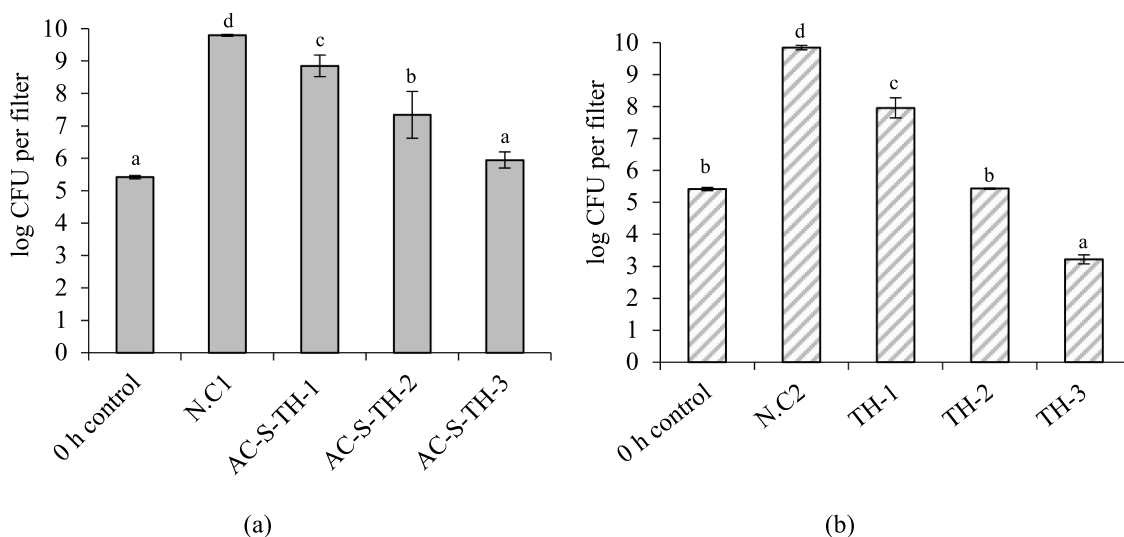 log CFU per filter
10
9
8
7
6
5
4
3
2
1
0
a
d
c
b
a
0 h control
N.C1
AC-S-TH-1
AC-S-TH-2
AC-S-TH-3
(a)
log CFU per filter
10
9
8
7
6
5
4
3
2
1
0
b
d
c
b
a
0 h control
N.C2
TH-1
TH-2
TH-3
(b)